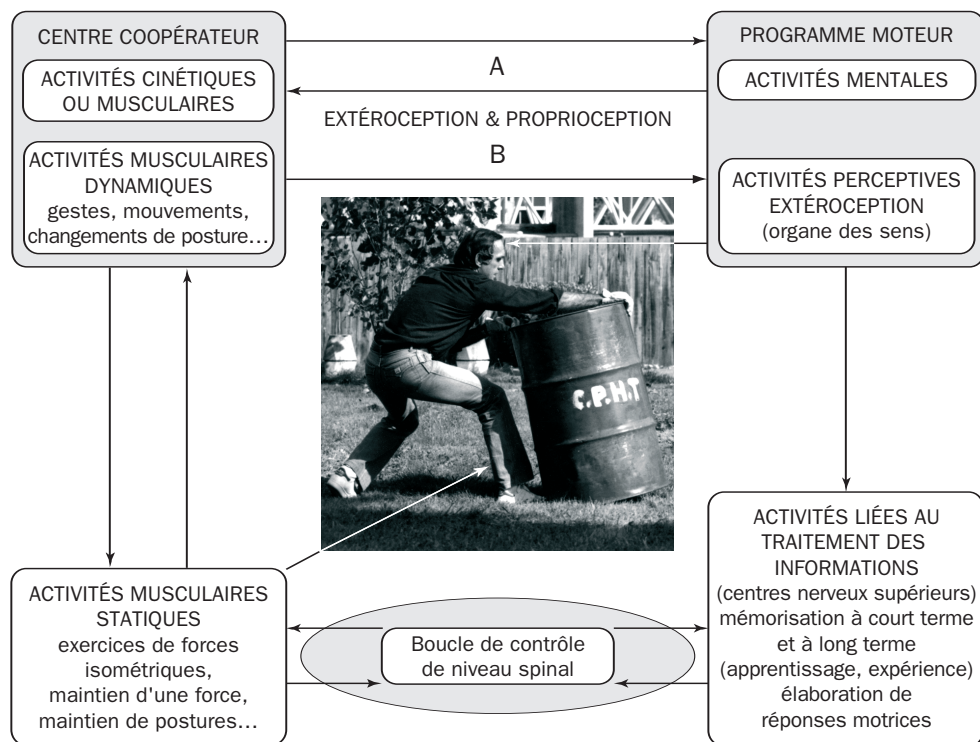 CENTRE COOPÉRATEUR
ACTIVITÉS CINÉTIQUES
OU MUSCULAIRES
ACTIVITÉS MUSCULAIRES
DYNAMIQUES
gestes, mouvements,
changements de posture…
A
EXTÉROCEPTION & PROPRIOCEPTION
B
PROGRAMME MOTEUR
ACTIVITÉS MENTALES
ACTIVITÉS PERCEPTIVES
EXTÉROCEPTION
(organe des sens)
C.P.H.T
ACTIVITÉS MUSCULAIRES
STATIQUES
exercices de forces
isométriques,
maintien d'une force,
maintien de postures…
Boucle de contrôle
de niveau spinal
ACTIVITÉS LIÉES AU
TRAITEMENT DES
INFORMATIONS
(centres nerveux supérieurs)
mémorisation à court terme
et à long terme
(apprentissage, expérience)
élaboration de
réponses motrices